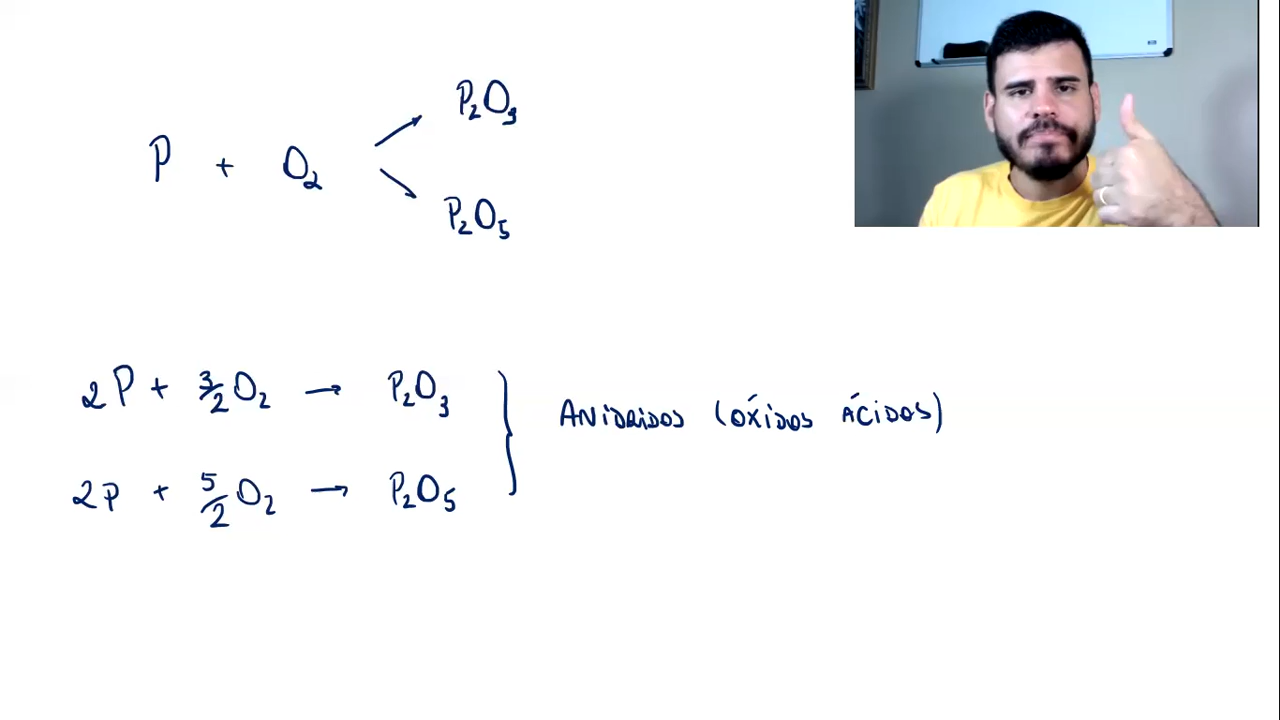 P₂O₃
P + O₂
P₂O₅
2P + 3/2 O₂ → P₂O₃
ANIDRIDOS (ÓXIDOS ÁCIDOS)
2P + 5/2 O₂ → P₂O₅